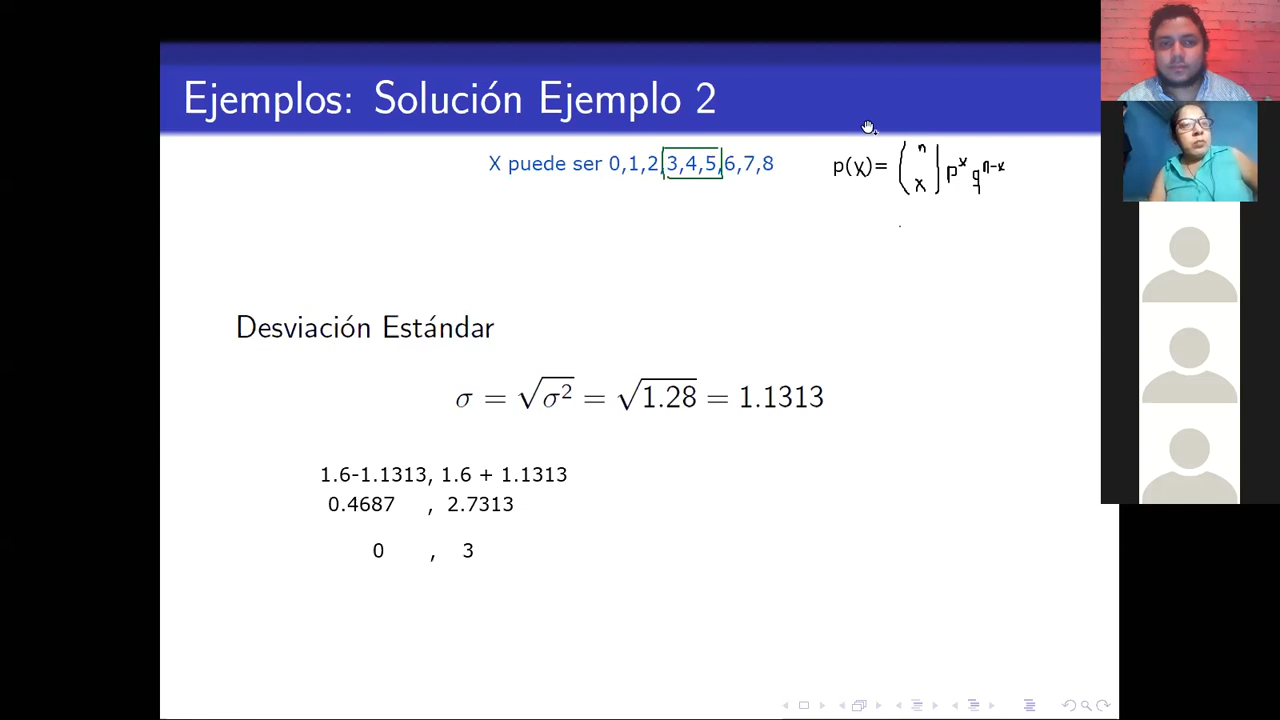 Ejemplos: Solución Ejemplo 2
X puede ser 0,1,2,3,4,5,6,7,8
p(x)= (n x) p^x q^n-x
Desviación Estándar
σ = √σ² = √1.28 = 1.1313
1.6-1.1313, 1.6 + 1.1313
0.4687 , 2.7313
0 , 3